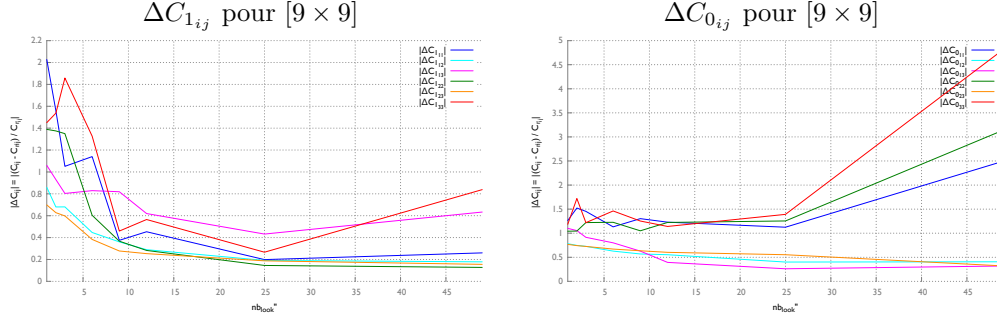 ΔC₁ᵢⱼ pour [9 × 9]
|ΔCᵢⱼ| = |(Cᵢⱼ - Cᵣᵢⱼ) / Cᵣᵢⱼ|
2.2
2
1.8
1.6
1.4
1.2
1
0.8
0.6
0.4
0.2
0
|ΔC₁₁₁|
|ΔC₁₁₂|
|ΔC₁₁₃|
|ΔC₁₂₂|
|ΔC₁₂₃|
|ΔC₁₃₃|
5 10 15 20 25 30 35 40 45
nb_look"
ΔC₀ᵢⱼ pour [9 × 9]
|ΔCᵢⱼ| = |(Cᵢⱼ - Cᵣᵢⱼ) / Cᵣᵢⱼ|
5
4.5
4
3.5
3
2.5
2
1.5
1
0.5
0
|ΔC₀₁₁|
|ΔC₀₁₂|
|ΔC₀₁₃|
|ΔC₀₂₂|
|ΔC₀₂₃|
|ΔC₀₃₃|
5 10 15 20 25 30 35 40 45
nb_look"